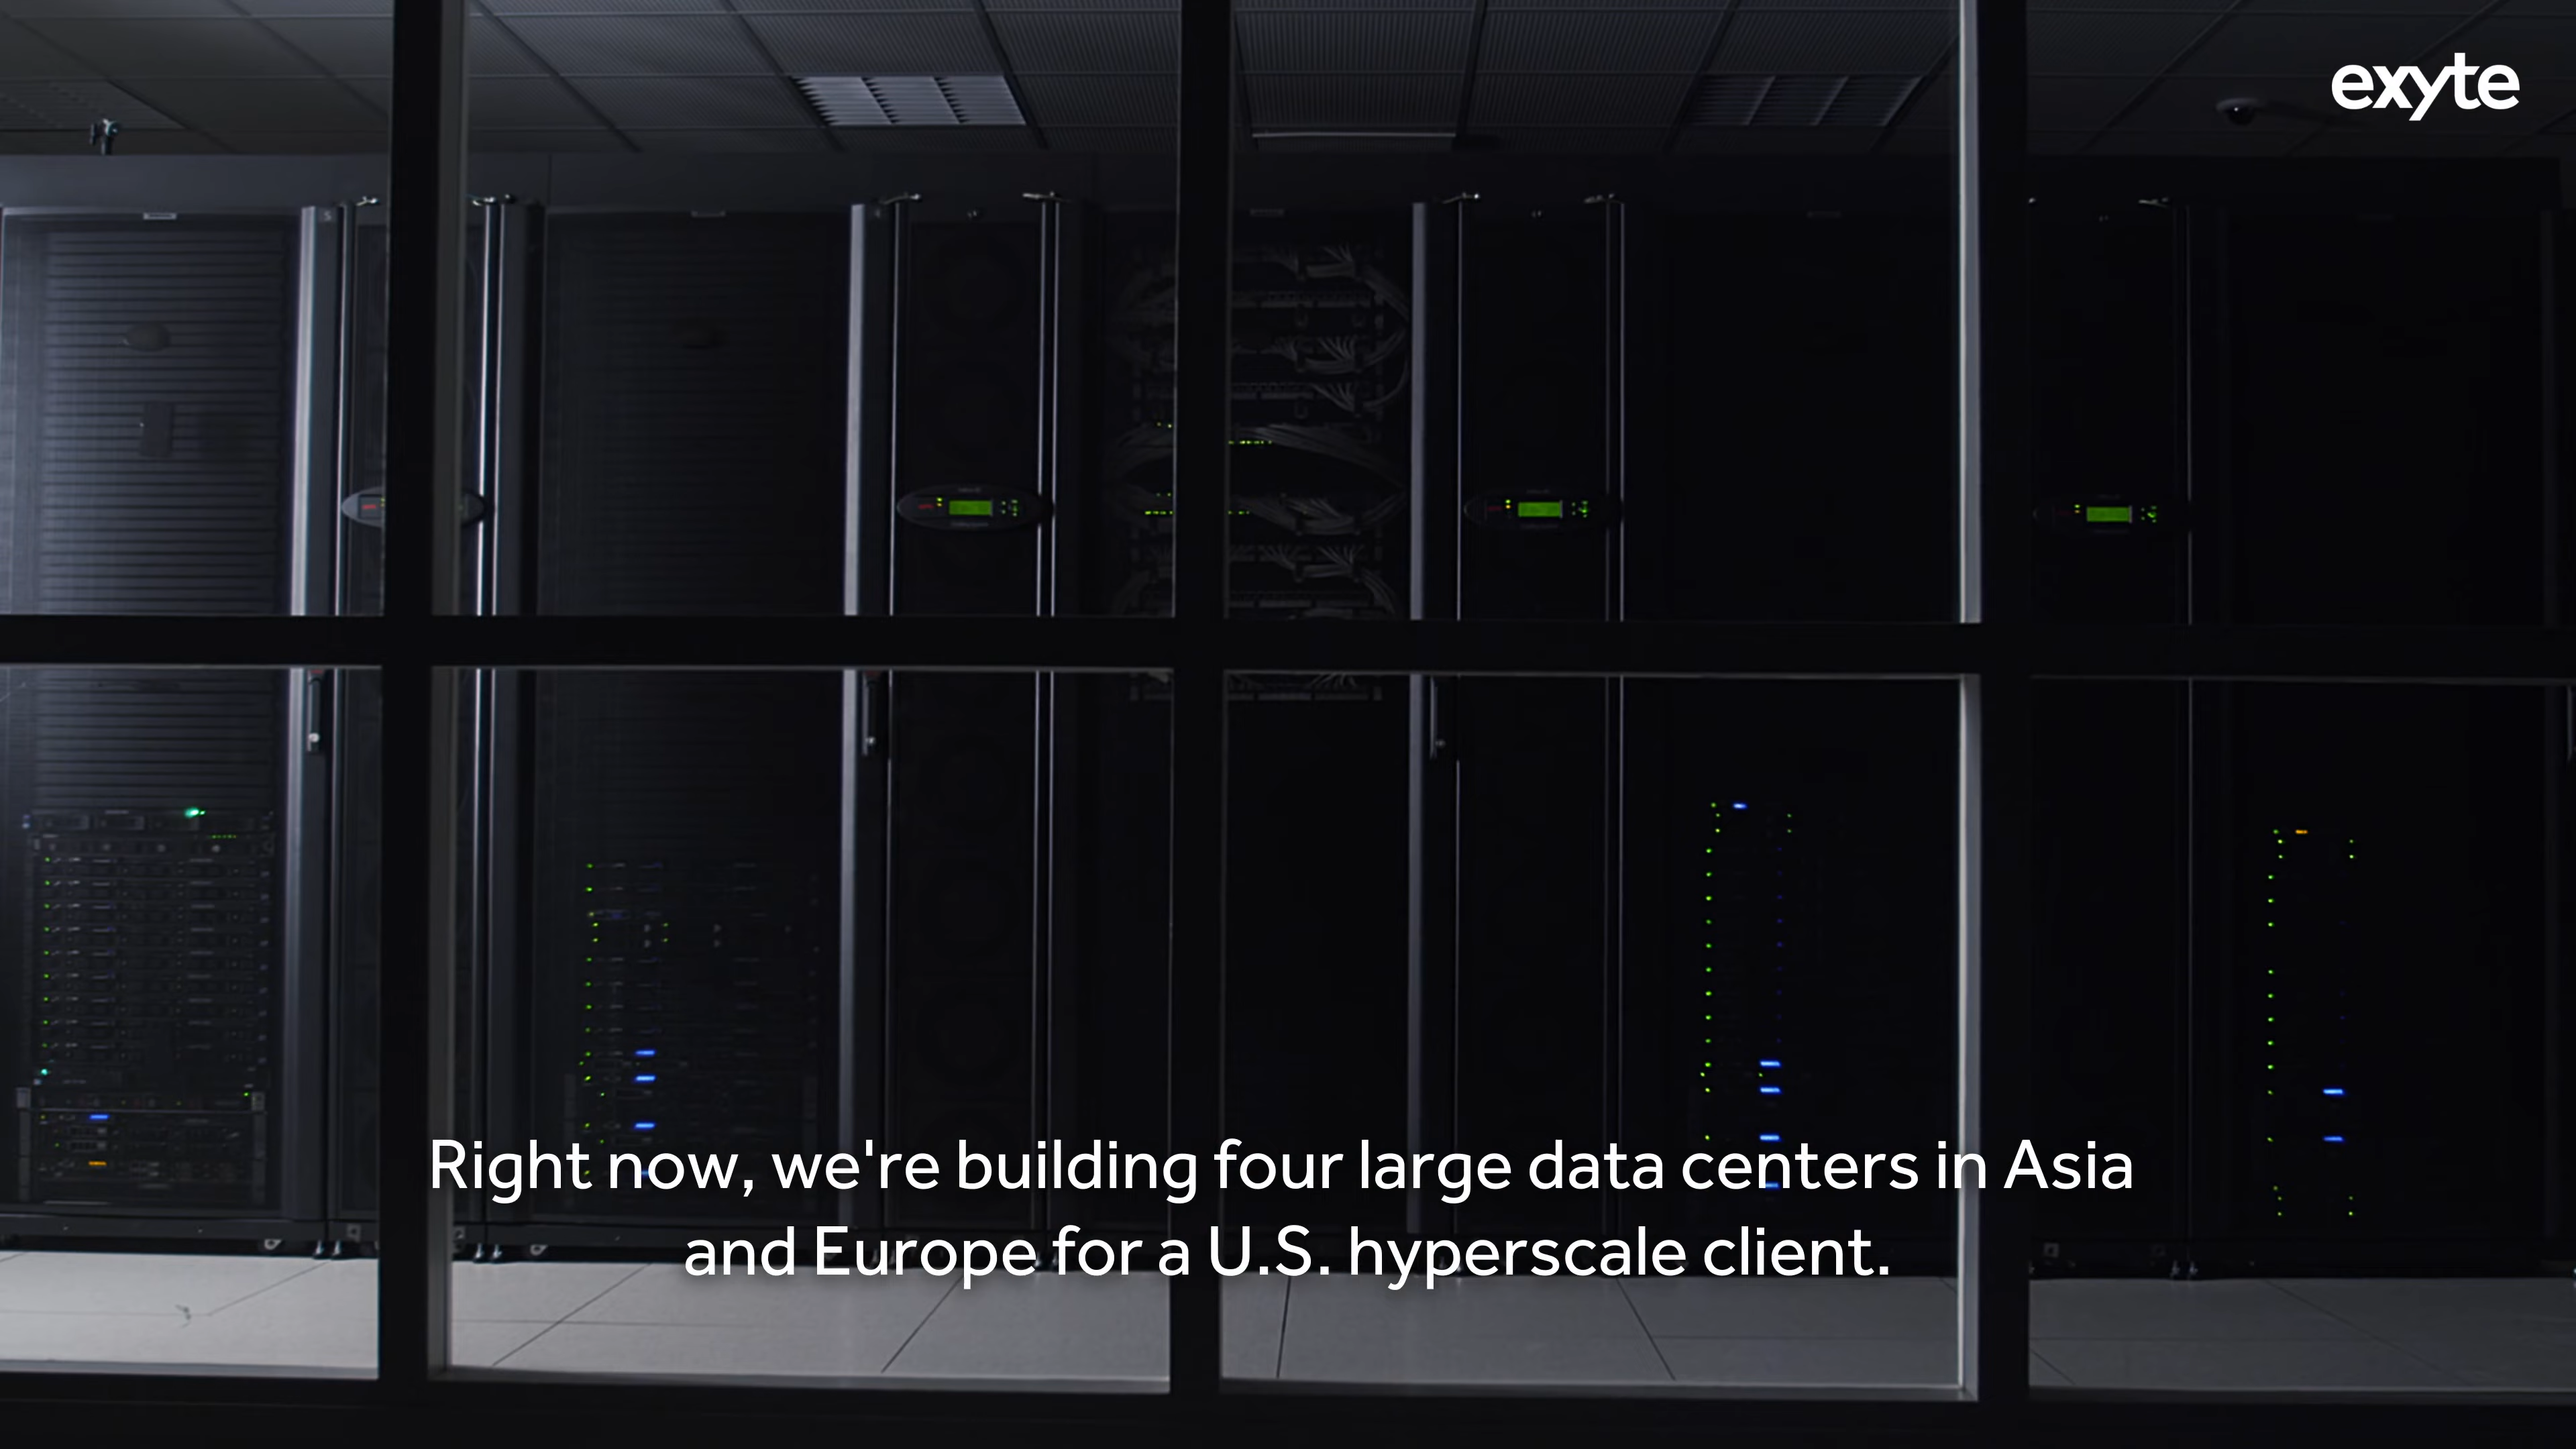 exyte
Right now, we're building four large data centers in Asia
and Europe for a U.S. hyperscale client.